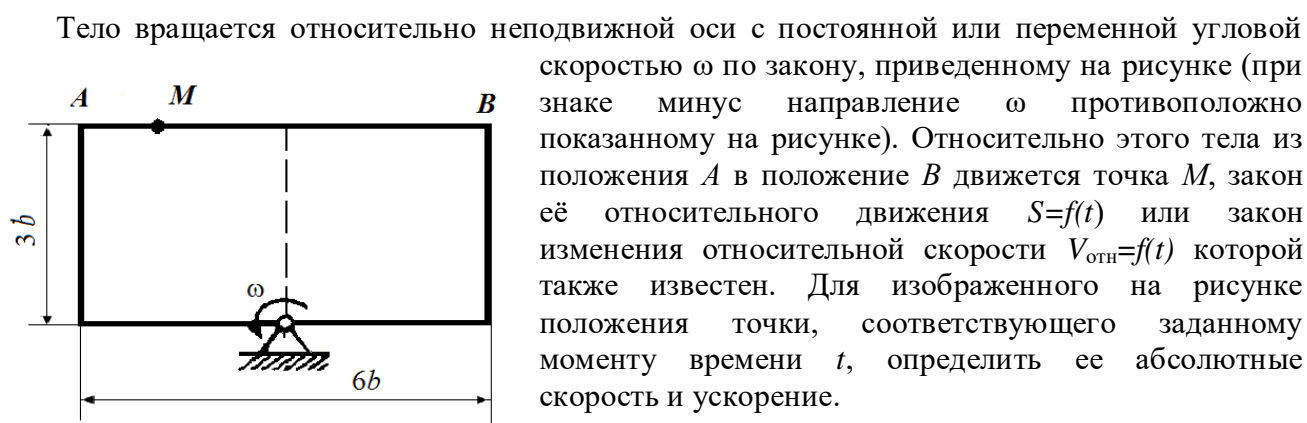 Тело вращается относительно неподвижной оси с постоянной или переменной угловой
скоростью ω по закону, приведенному на рисунке (при
знаке минус направление ω противоположно
показанному на рисунке). Относительно этого тела из
положения A в положение B движется точка M, закон
её относительного движения S=f(t) или закон
изменения относительной скорости Vотн=f(t) которой
также известен. Для изображенного на рисунке
положения точки, соответствующего заданному
моменту времени t, определить ее абсолютные
скорость и ускорение.
A M B
3b
ω
6b